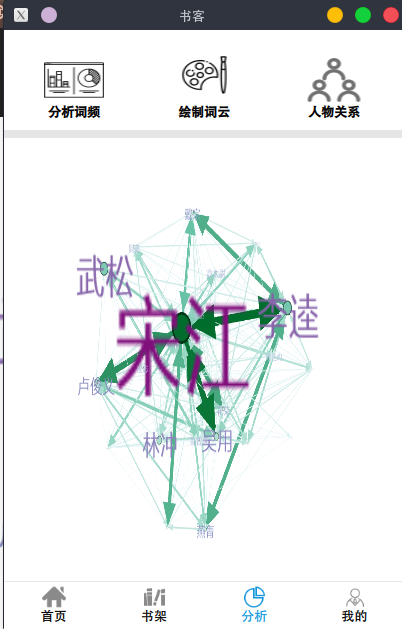 书客
分析词频 绘制词云 人物关系
武松
李逵
宋江
卢俊义
林冲 吴用
燕青
首页 书架 分析 我的